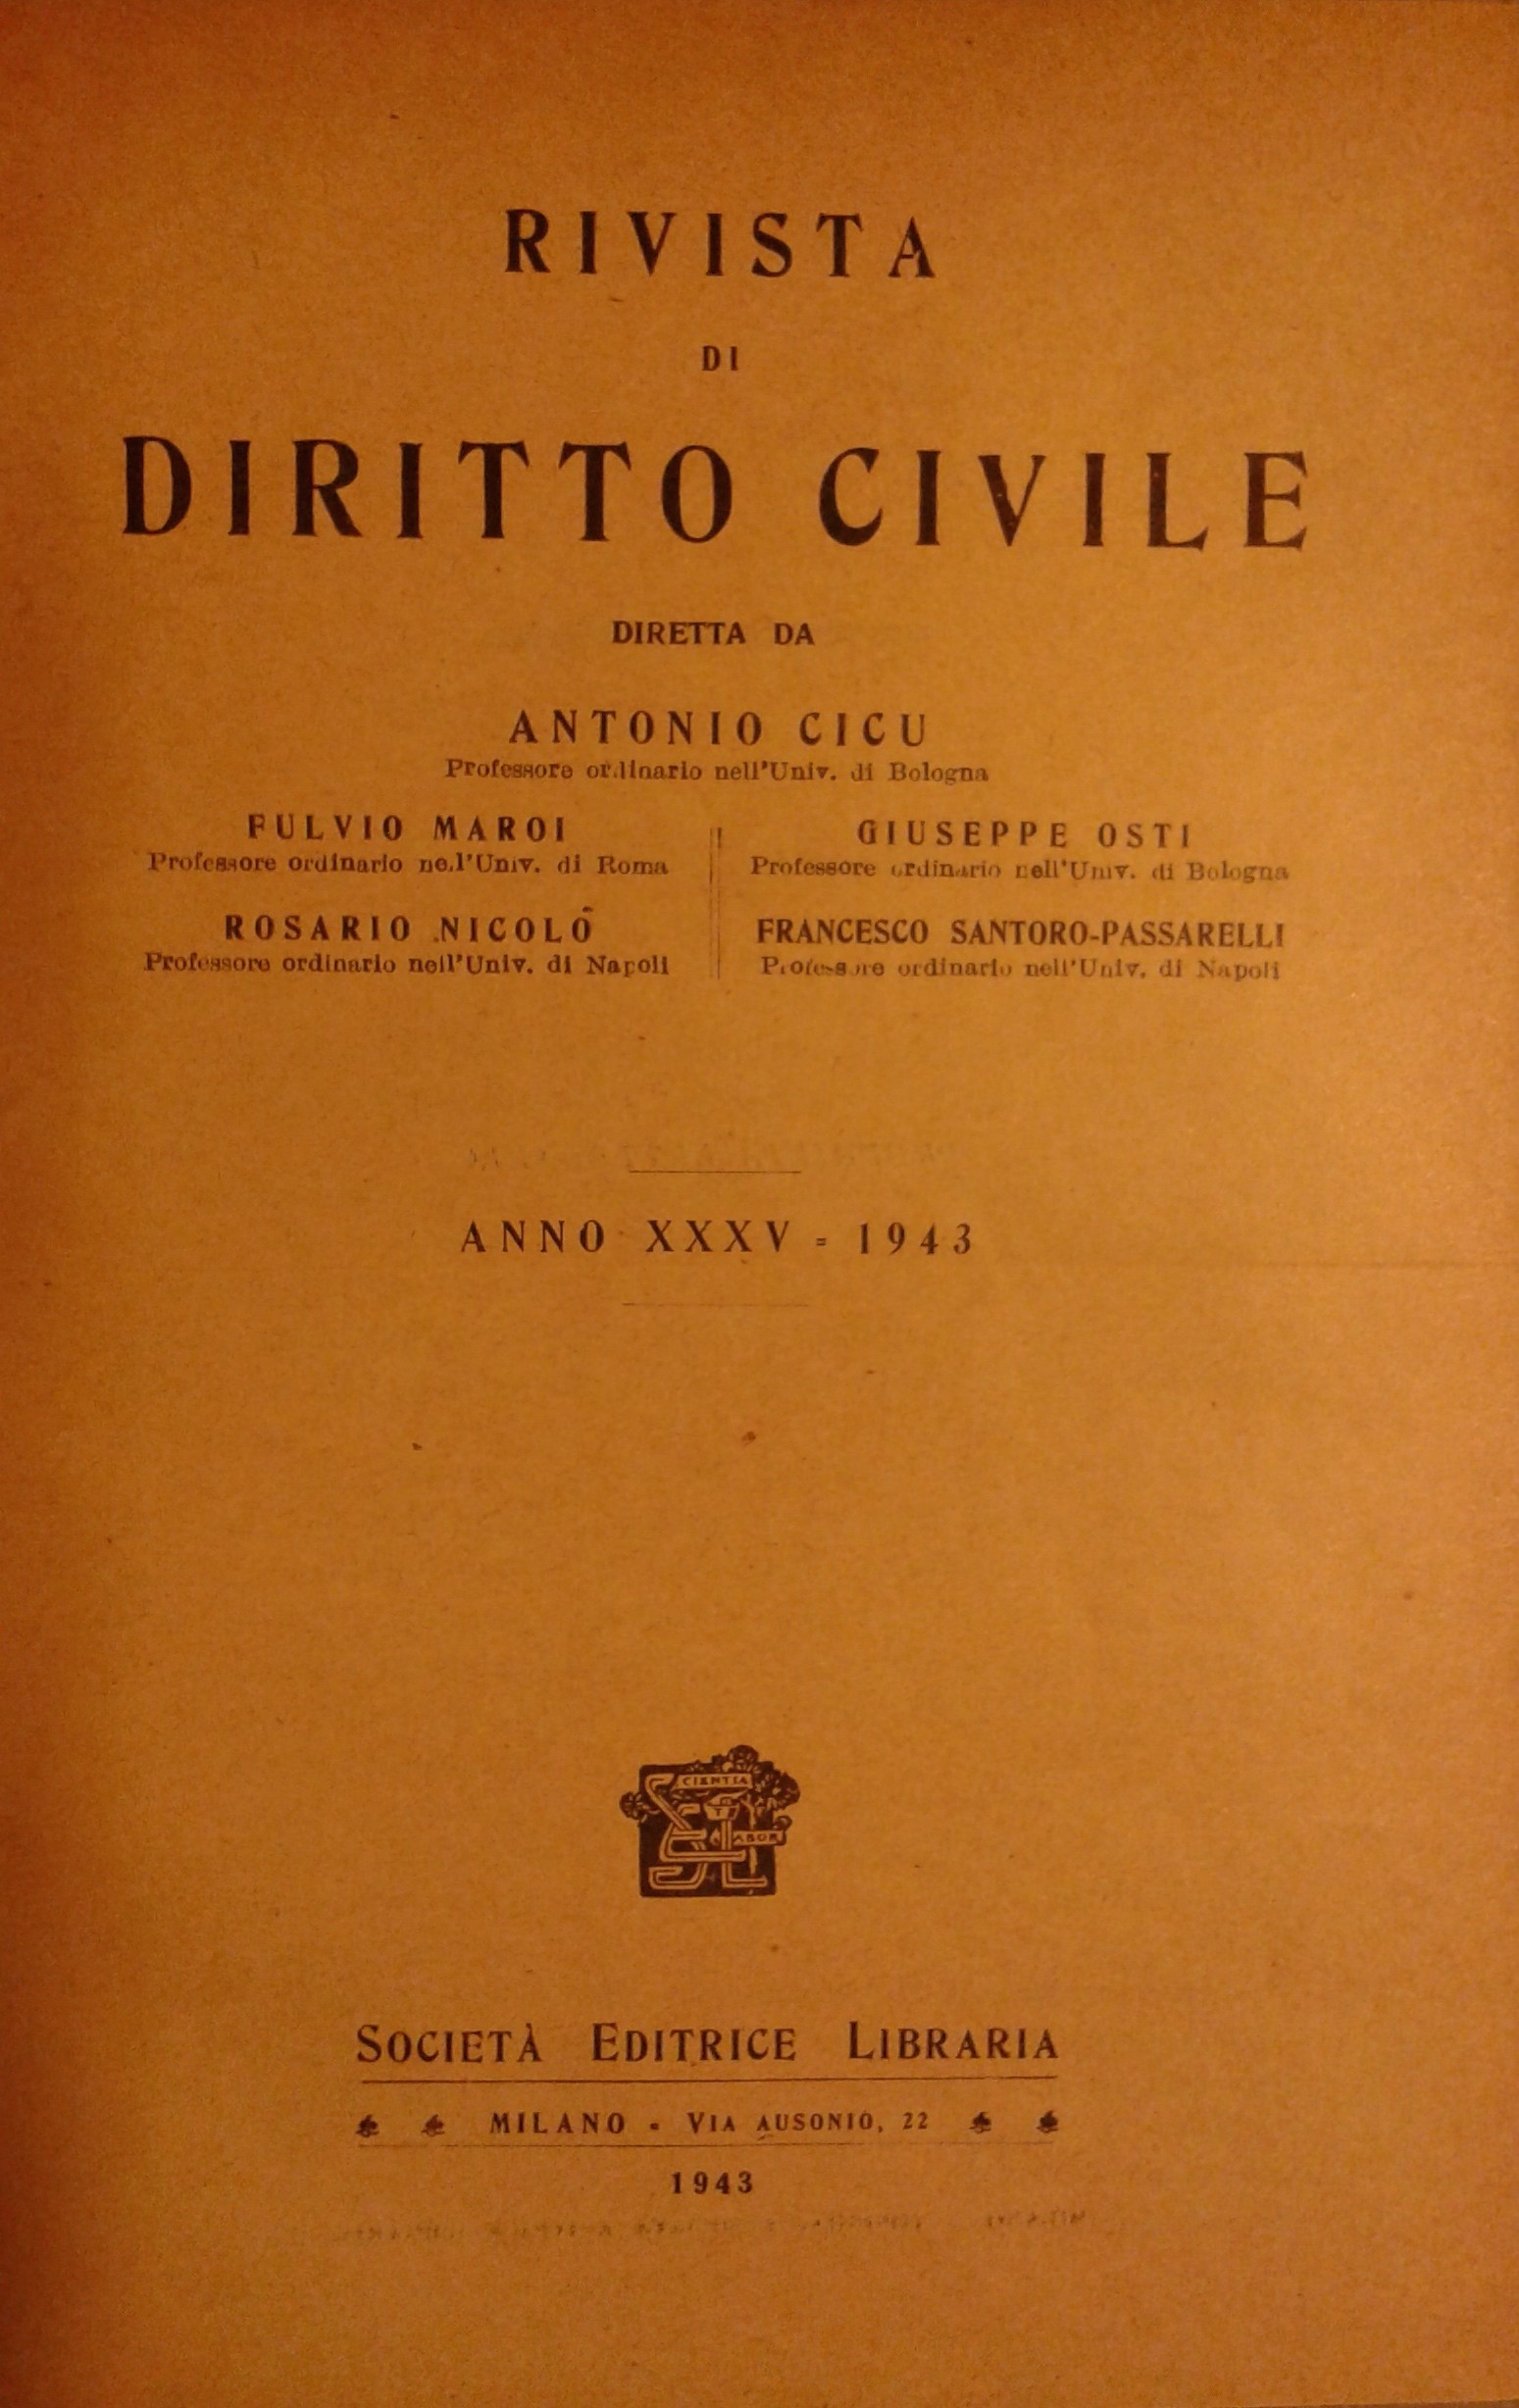 RIVISTA
DI
DIRITTO CIVILE
DIRETTA DA
ANTONIO CICU
Professore ordinario nell'Univ. di Bologna
FULVIO MAROI
Professore ordinario nell'Univ. di Roma
ROSARIO NICOLÒ
Professore ordinario nell'Univ. di Napoli
GIUSEPPE OSTI
Professore ordinario nell'Univ. di Bologna
FRANCESCO SANTORO-PASSARELLI
Professore ordinario nell'Univ. di Napoli
ANNO XXXV - 1943
CIENTIA
ABOR
SOCIETÀ EDITRICE LIBRARIA
MILANO - VIA AUSONIO, 22
1943